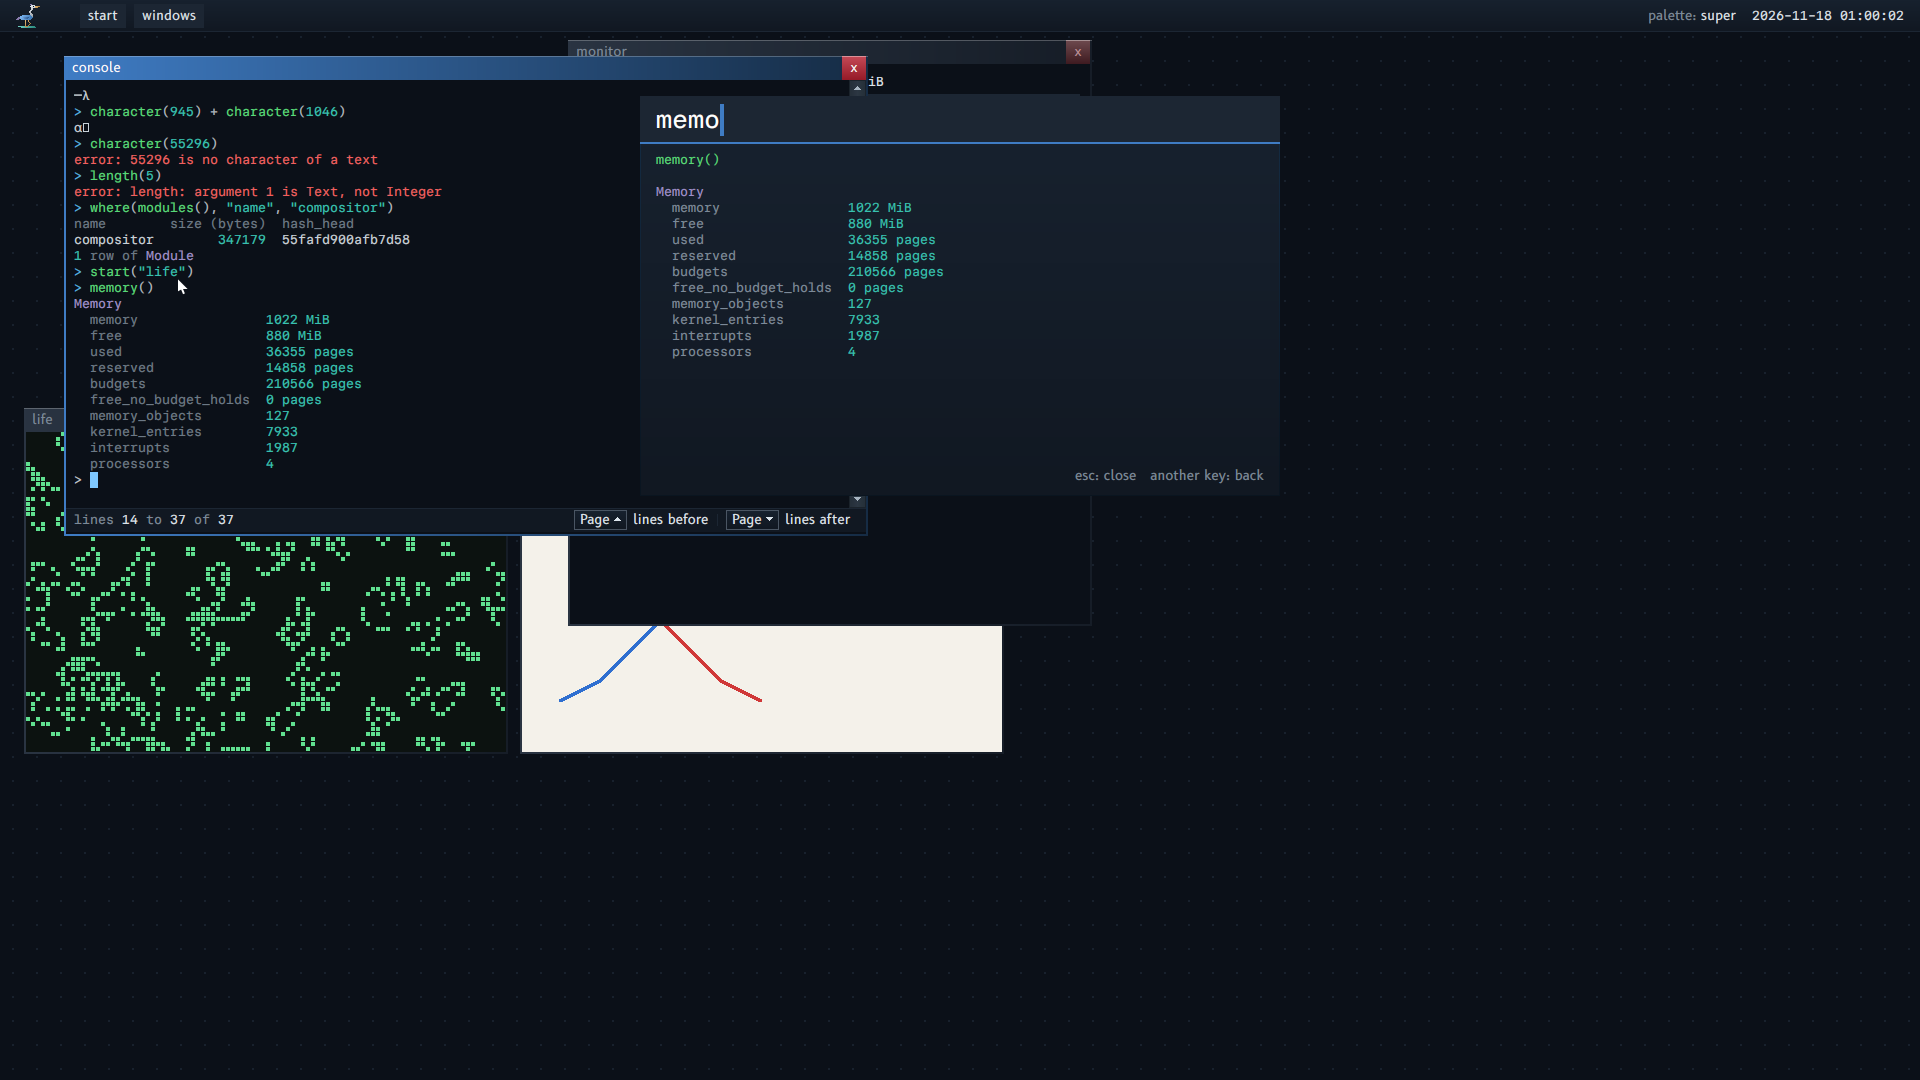 start windows palette: super 2026-11-18 01:00:02
monitor x
console x
iB
—λ
> character(945) + character(1046)
α▯
> character(55296)
error: 55296 is no character of a text
> length(5)
error: length: argument 1 is Text, not Integer
> where(modules(), "name", "compositor")
name size (bytes) hash_head
compositor 347179 55fafd900afb7d58
1 row of Module
> start("life")
> memory()
Memory
memory 1022 MiB
free 880 MiB
used 36355 pages
reserved 14858 pages
budgets 210566 pages
free_no_budget_holds 0 pages
memory_objects 127
kernel_entries 7933
interrupts 1987
processors 4
>
lines 14 to 37 of 37 Page lines before Page lines after
memo
memory()
Memory
memory 1022 MiB
free 880 MiB
used 36355 pages
reserved 14858 pages
budgets 210566 pages
free_no_budget_holds 0 pages
memory_objects 127
kernel_entries 7933
interrupts 1987
processors 4
esc: close another key: back
life